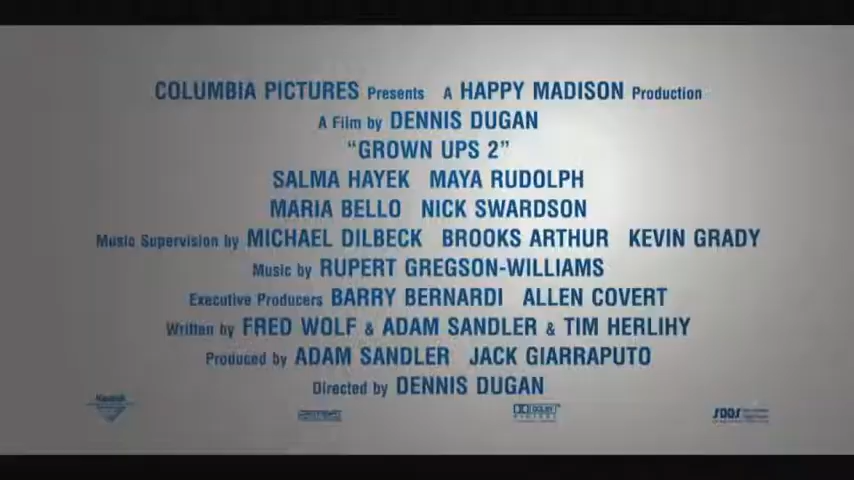 COLUMBIA PICTURES Presents A HAPPY MADISON Production
A Film by DENNIS DUGAN
“GROWN UPS 2”
SALMA HAYEK MAYA RUDOLPH
MARIA BELLO NICK SWARDSON
Music Supervision by MICHAEL DILBECK BROOKS ARTHUR KEVIN GRADY
Music by RUPERT GREGSON-WILLIAMS
Executive Producers BARRY BERNARDI ALLEN COVERT
Written by FRED WOLF & ADAM SANDLER & TIM HERLIHY
Produced by ADAM SANDLER JACK GIARRAPUTO
Directed by DENNIS DUGAN
DOLBY
SDDS